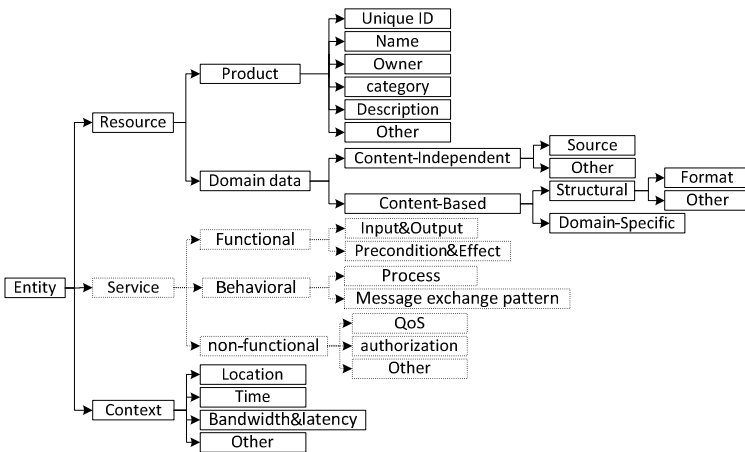 Unique ID
Name
Product
Owner
category
Resource
Description
Other
Source
Content-Independent
Other
Format
Domain data
Structural
Content-Based
Other
Domain-Specific
Input&Output
Functional
Precondition&Effect
Process
Entity
Service
Behavioral
Message exchange pattern
QoS
non-functional
authorization
Other
Location
Time
Context
Bandwidth&latency
Other